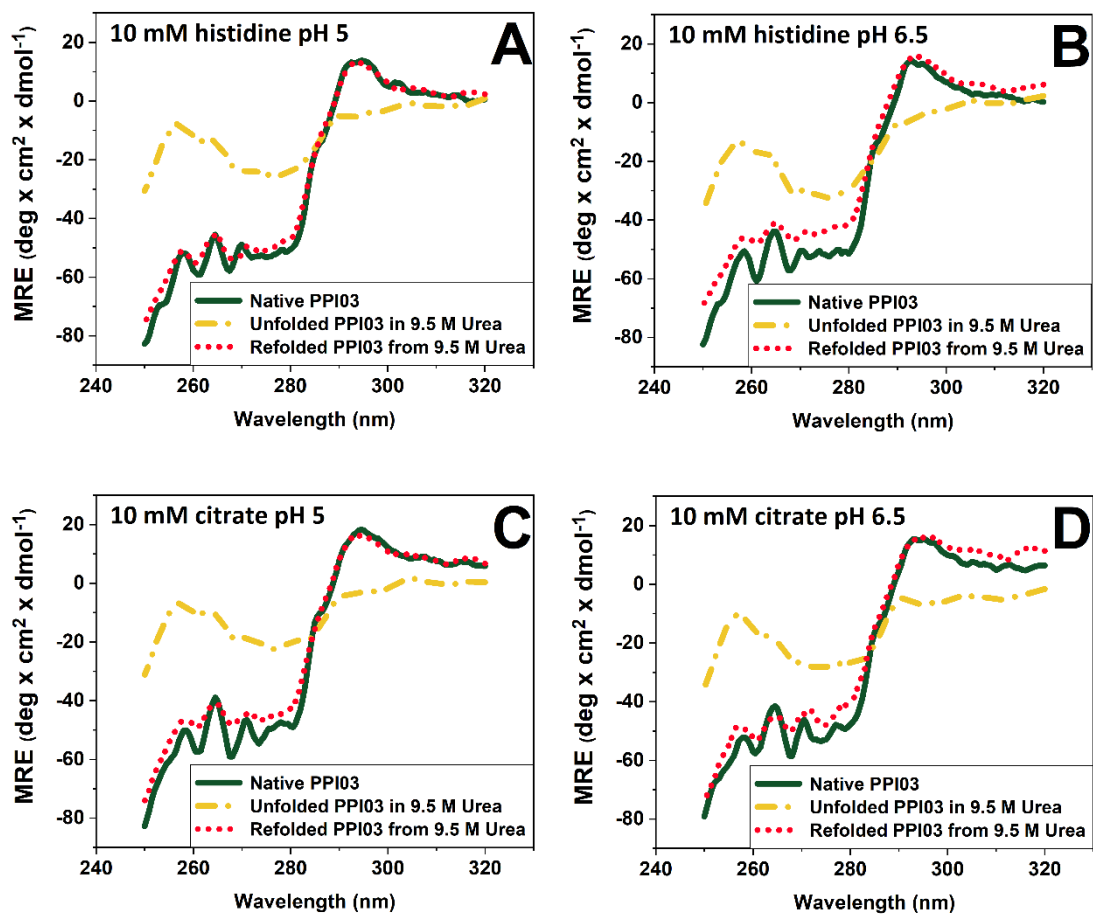 10 mM histidine pH 5
A
MRE (deg x cm² x dmol⁻¹)
20
0
-20
-40
-60
-80
Native PPI03
Unfolded PPI03 in 9.5 M Urea
Refolded PPI03 from 9.5 M Urea
240
260
280
300
320
Wavelength (nm)
10 mM histidine pH 6.5
B
MRE (deg x cm² x dmol⁻¹)
20
0
-20
-40
-60
-80
Native PPI03
Unfolded PPI03 in 9.5 M Urea
Refolded PPI03 from 9.5 M Urea
240
260
280
300
320
Wavelength (nm)
10 mM citrate pH 5
C
MRE (deg x cm² x dmol⁻¹)
20
0
-20
-40
-60
-80
Native PPI03
Unfolded PPI03 in 9.5 M Urea
Refolded PPI03 from 9.5 M Urea
240
260
280
300
320
Wavelength (nm)
10 mM citrate pH 6.5
D
MRE (deg x cm² x dmol⁻¹)
20
0
-20
-40
-60
-80
Native PPI03
Unfolded PPI03 in 9.5 M Urea
Refolded PPI03 from 9.5 M Urea
240
260
280
300
320
Wavelength (nm)